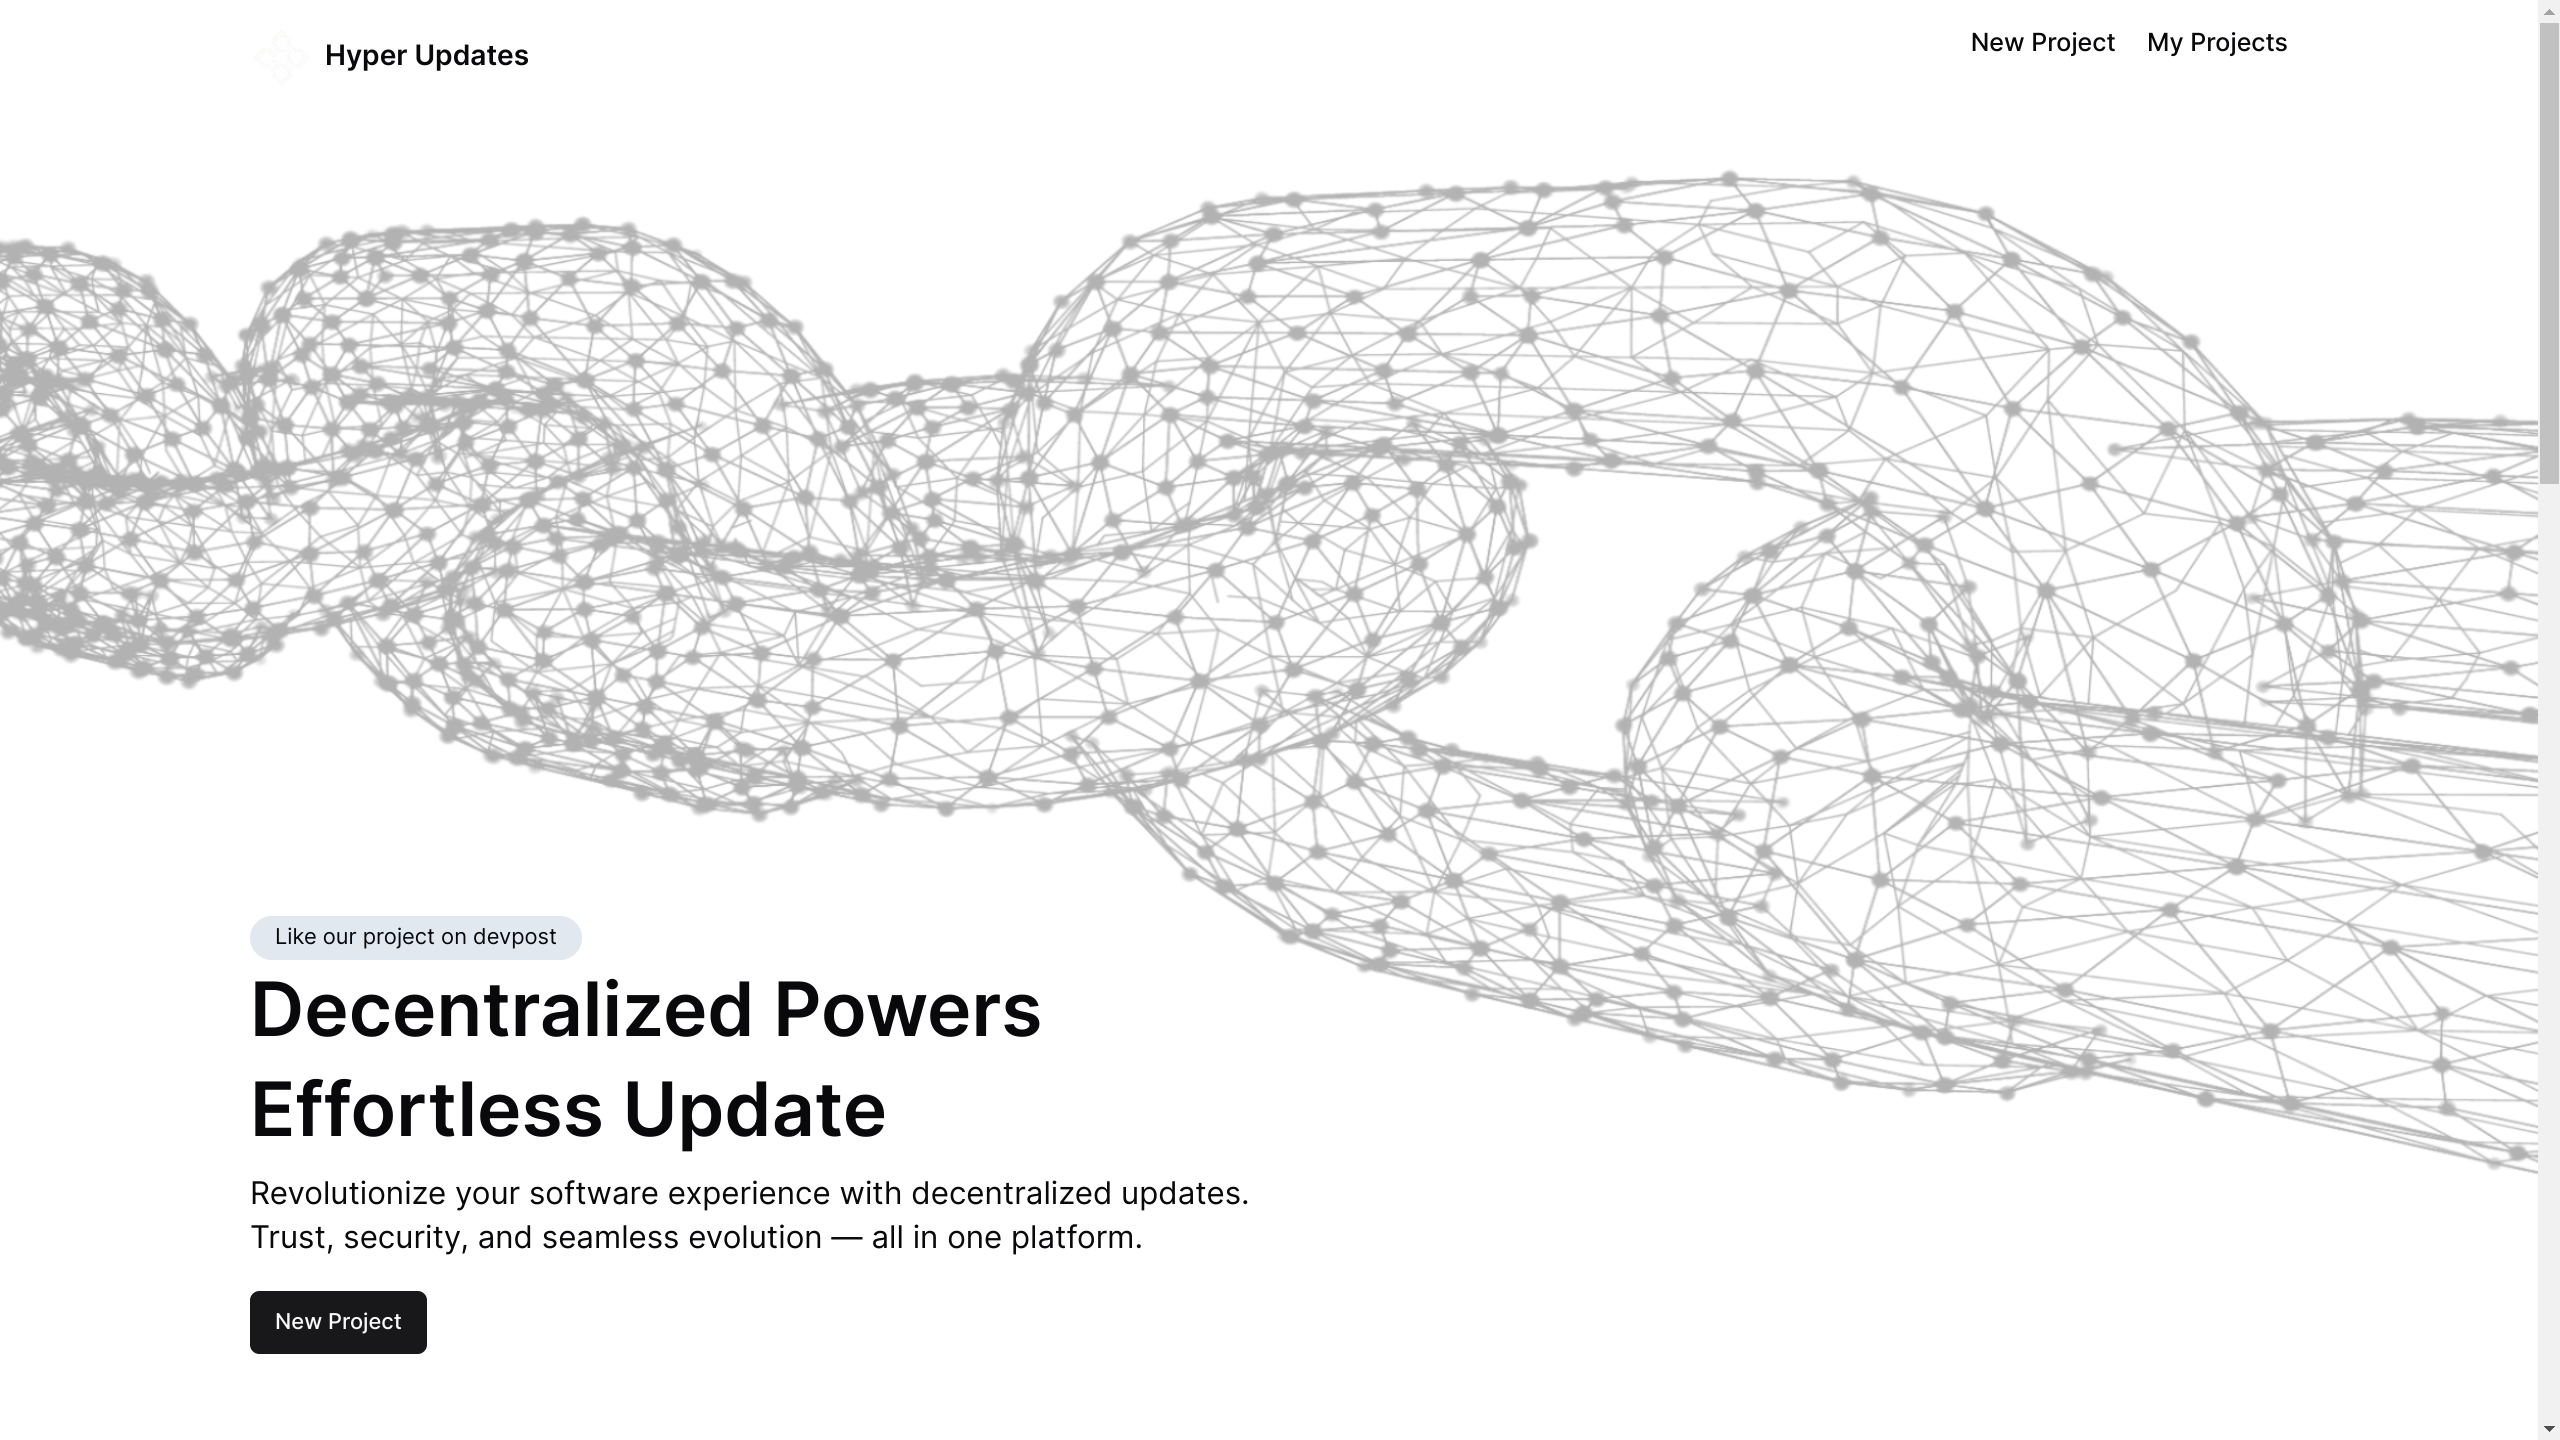 Hyper Updates
New Project
My Projects
Like our project on devpost
Decentralized Powers
Effortless Update
Revolutionize your software experience with decentralized updates.
Trust, security, and seamless evolution — all in one platform.
New Project